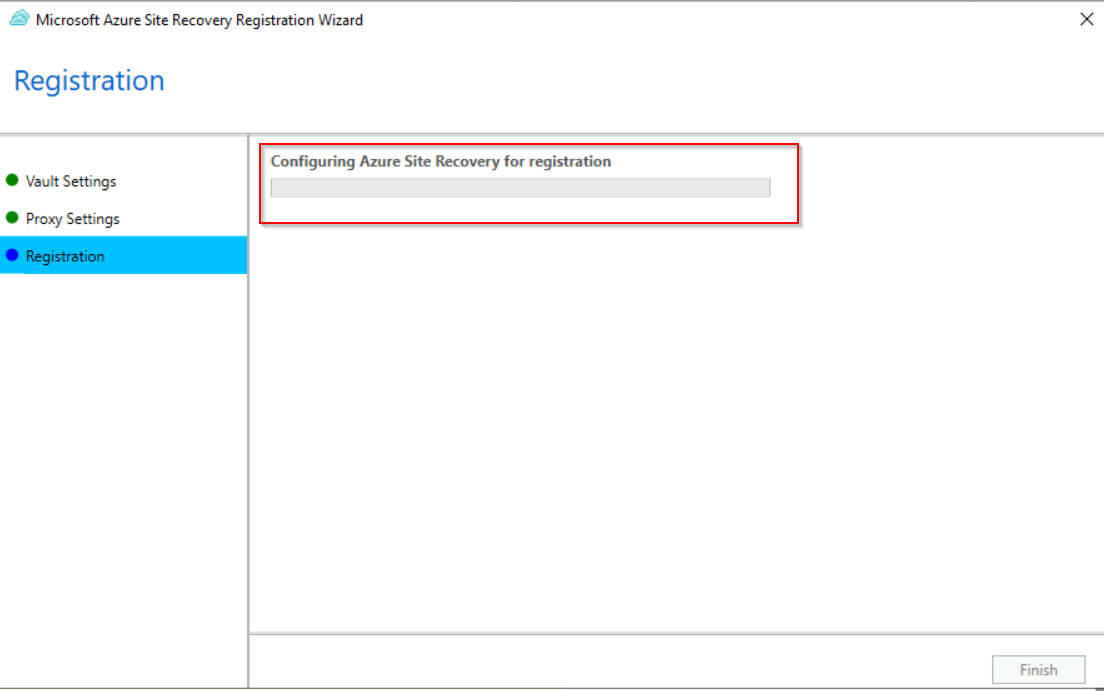 Microsoft Azure Site Recovery Registration Wizard
Registration
Vault Settings
Proxy Settings
Registration
Configuring Azure Site Recovery for registration
Finish